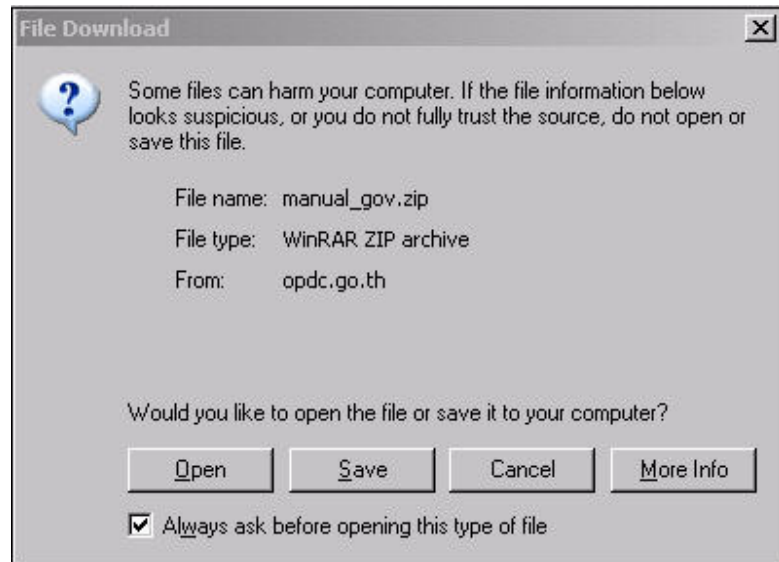 File Download
Some files can harm your computer. If the file information below
looks suspicious, or you do not fully trust the source, do not open or
save this file.
File name: manual_gov.zip
File type: WinRAR ZIP archive
From: opdc.go.th
Would you like to open the file or save it to your computer?
Open Save Cancel More Info
Always ask before opening this type of file